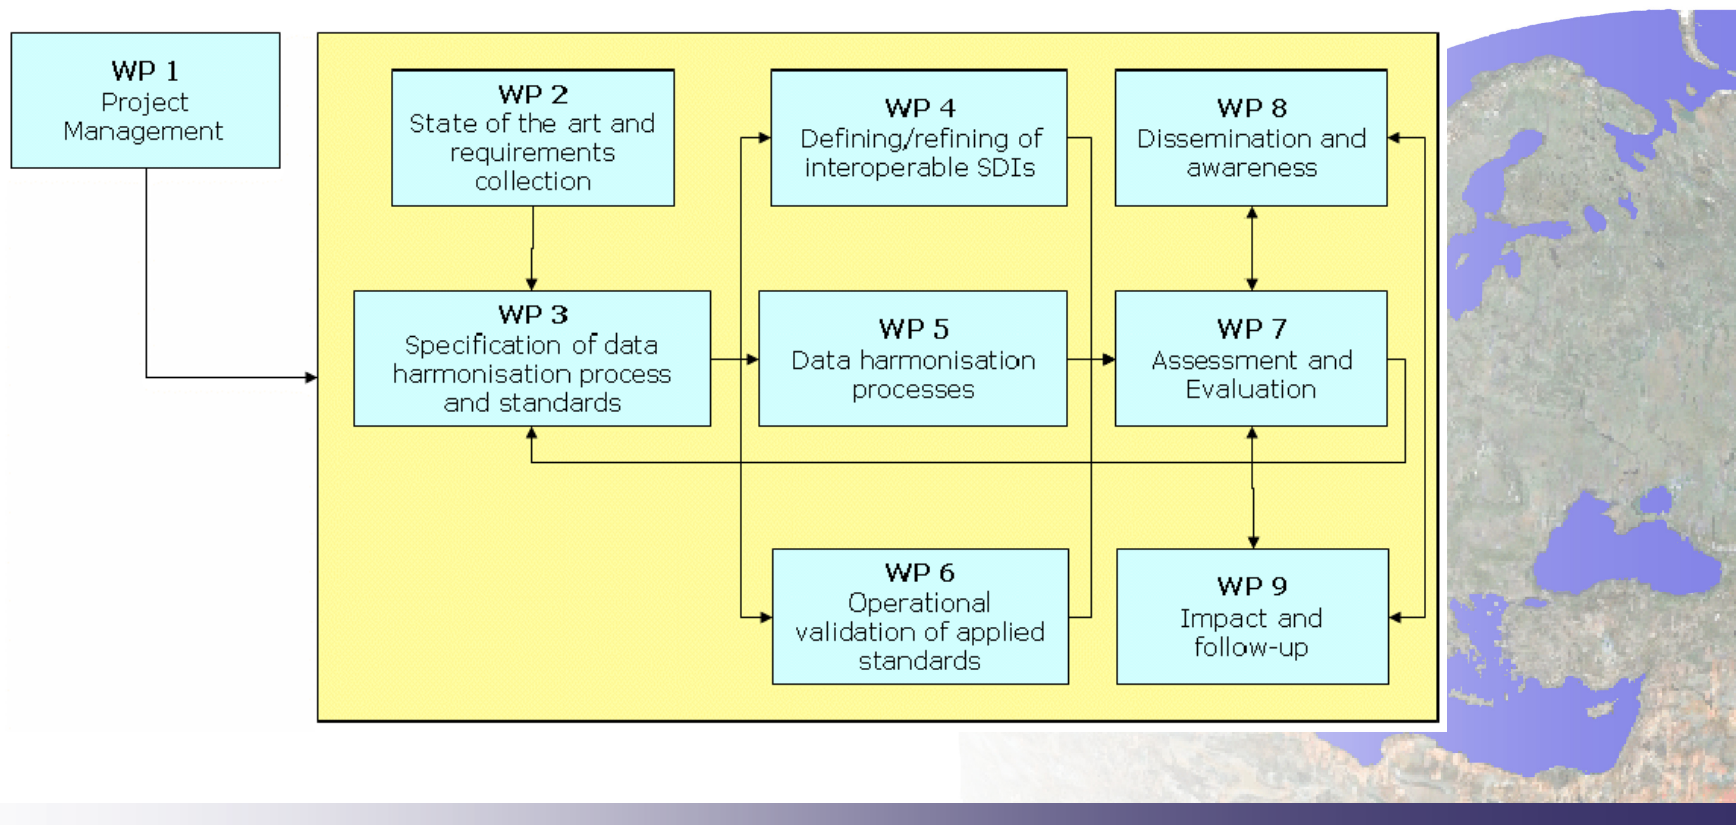 WP 1
Project
Management
WP 2
State of the art and
requirements
collection
WP 3
Specification of data
harmonisation process
and standards
WP 4
Defining/refining of
interoperable SDIs
WP 5
Data harmonisation
processes
WP 6
Operational
validation of applied
standards
WP 8
Dissemination and
awareness
WP 7
Assessment and
Evaluation
WP 9
Impact and
follow-up